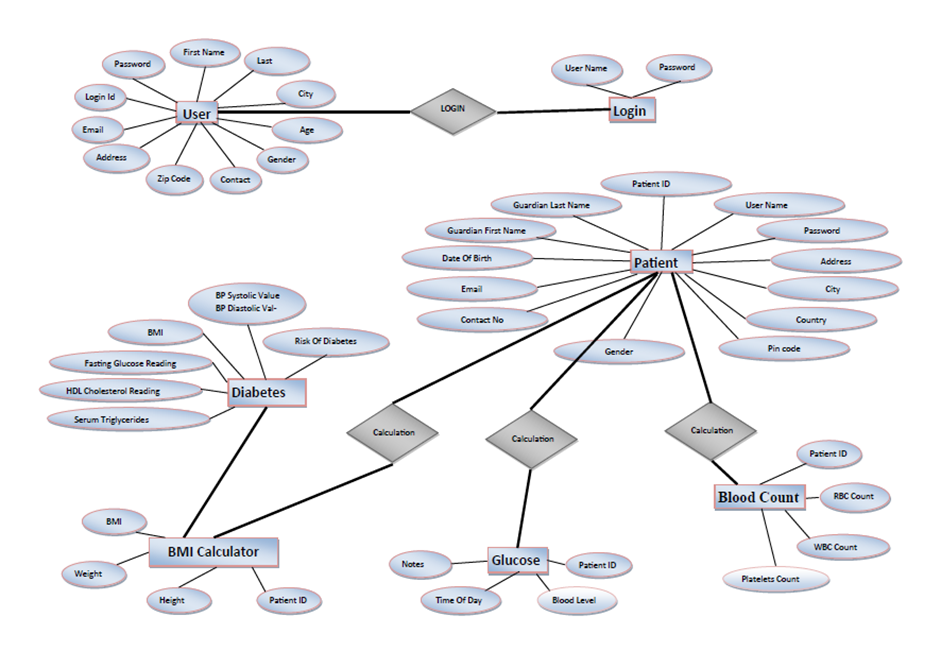 First Name
Last
Password
City
Login Id
User
Email
Age
Address
Gender
Zip Code
Contact
LOGIN
User Name
Password
Login
Patient ID
Guardian Last Name
User Name
Guardian First Name
Password
Date Of Birth
Patient
Address
Email
City
Contact No
Country
Gender
Pin code
BP Systolic Value
BP Diastolic Val-
BMI
Risk Of Diabetes
Fasting Glucose Reading
HDL Cholesterol Reading
Diabetes
Serum Triglycerides
Calculation
Calculation
Calculation
Patient ID
Blood Count
RBC Count
WBC Count
Platelets Count
BMI
BMI Calculator
Weight
Height
Patient ID
Notes
Glucose
Patient ID
Time Of Day
Blood Level